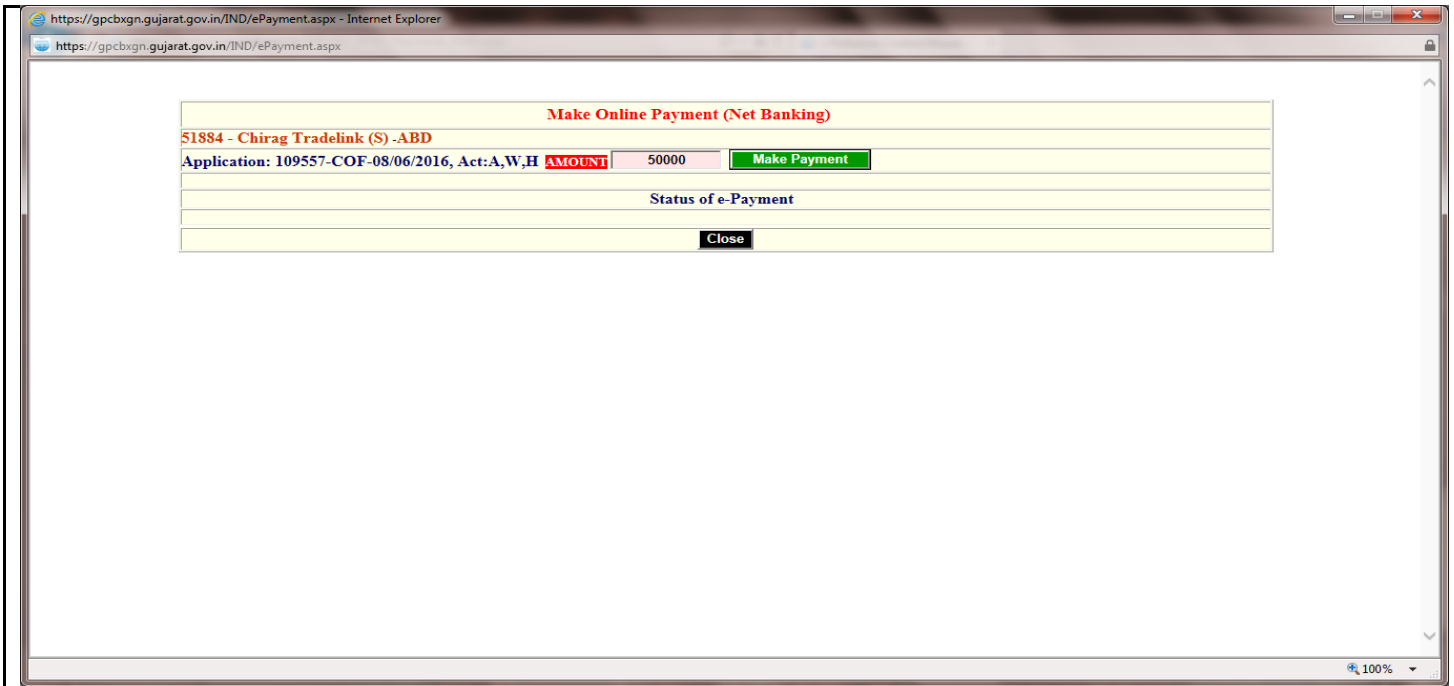 https://gpcbxgn.gujarat.gov.in/IND/ePayment.aspx - Internet Explorer
https://gpcbxgn.gujarat.gov.in/IND/ePayment.aspx
Make Online Payment (Net Banking)
51884 - Chirag Tradelink (S) -ABD
Application: 109557-COF-08/06/2016, Act:A,W,H AMOUNT 50000 Make Payment
Status of e-Payment
Close
100%